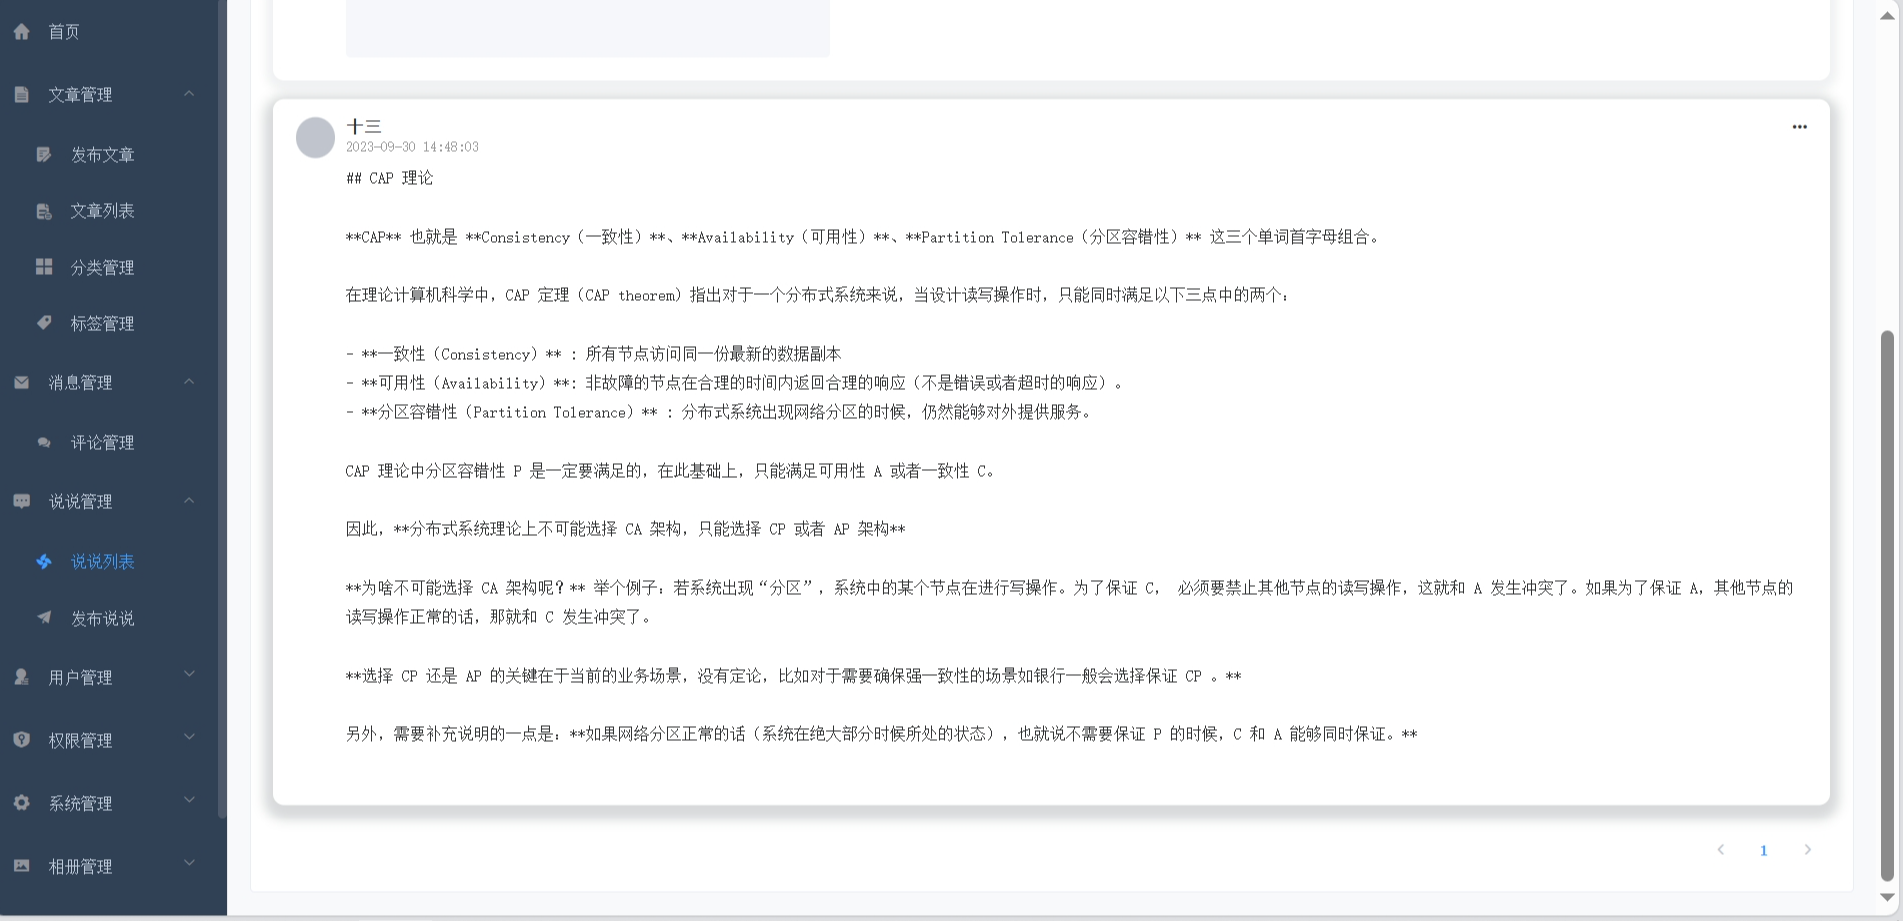 首页
文章管理
发布文章
文章列表
分类管理
标签管理
消息管理
评论管理
说说管理
说说列表
发布说说
用户管理
权限管理
系统管理
相册管理
十三
2023-09-30 14:48:03
## CAP 理论
**CAP** 也就是 **Consistency（一致性）**、**Availability（可用性）**、**Partition Tolerance（分区容错性）** 这三个单词首字母组合。
在理论计算机科学中，CAP 定理（CAP theorem）指出对于一个分布式系统来说，当设计读写操作时，只能同时满足以下三点中的两个：
- **一致性（Consistency）** : 所有节点访问同一份最新的数据副本
- **可用性（Availability）**: 非故障的节点在合理的时间内返回合理的响应（不是错误或者超时的响应）。
- **分区容错性（Partition Tolerance）** : 分布式系统出现网络分区的时候，仍然能够对外提供服务。
CAP 理论中分区容错性 P 是一定要满足的，在此基础上，只能满足可用性 A 或者一致性 C。
因此，**分布式系统理论上不可能选择 CA 架构，只能选择 CP 或者 AP 架构**
**为啥不可能选择 CA 架构呢？** 举个例子：若系统出现“分区”，系统中的某个节点在进行写操作。为了保证 C， 必须要禁止其他节点的读写操作，这就和 A 发生冲突了。如果为了保证 A，其他节点的
读写操作正常的话，那就和 C 发生冲突了。
**选择 CP 还是 AP 的关键在于当前的业务场景，没有定论，比如对于需要确保强一致性的场景如银行一般会选择保证 CP 。**
另外，需要补充说明的一点是：**如果网络分区正常的话（系统在绝大部分时候所处的状态），也就说不需要保证 P 的时候，C 和 A 能够同时保证。**
1